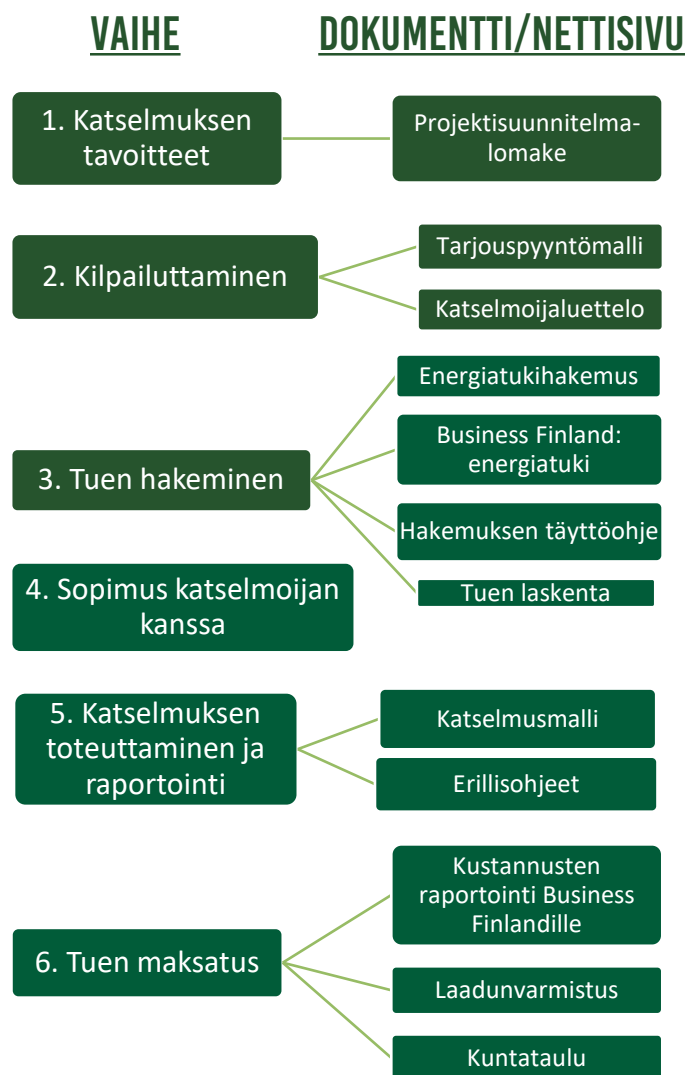 VAIHE
DOKUMENTTI/NETTISIVU
1. Katselmuksen
tavoitteet
Projektisuunnitelma-
lomake
2. Kilpailuttaminen
Tarjouspyyntömalli
Katselmoijaluettelo
3. Tuen hakeminen
Energiatukihakemus
Business Finland:
energiatuki
Hakemuksen täyttöohje
Tuen laskenta
4. Sopimus katselmoijan
kanssa
5. Katselmuksen
toteuttaminen ja
raportointi
Katselmusmalli
Erillisohjeet
6. Tuen maksatus
Kustannusten
raportointi Business
Finlandille
Laadunvarmistus
Kuntataulu